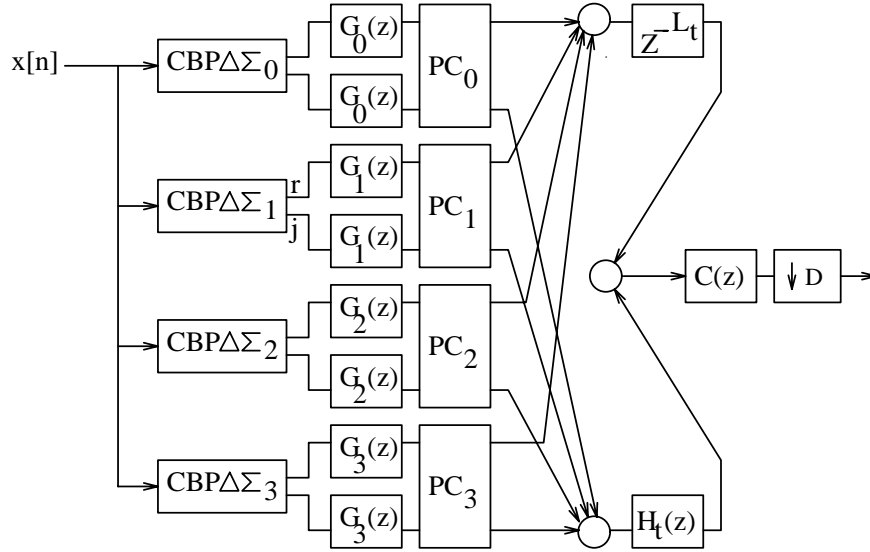 x[n]
CBPΔΣ0
G0(z)
G0(z)
PC0
Z-Lt
CBPΔΣ1
r
j
G1(z)
G1(z)
PC1
C(z)
↓ D
CBPΔΣ2
G2(z)
G2(z)
PC2
CBPΔΣ3
G3(z)
G3(z)
PC3
Ht(z)